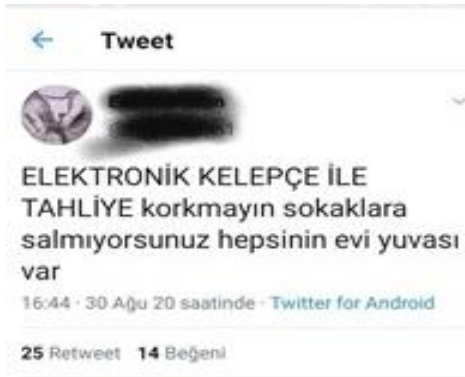 Tweet
ELEKTRONİK KELEPÇE İLE
TAHLİYE korkmayın sokaklara
salmıyorsunuz hepsinin evi yuvası
var
16:44 · 30 Ağu 20 saatinde · Twitter for Android
25 Retweet 14 Beğeni